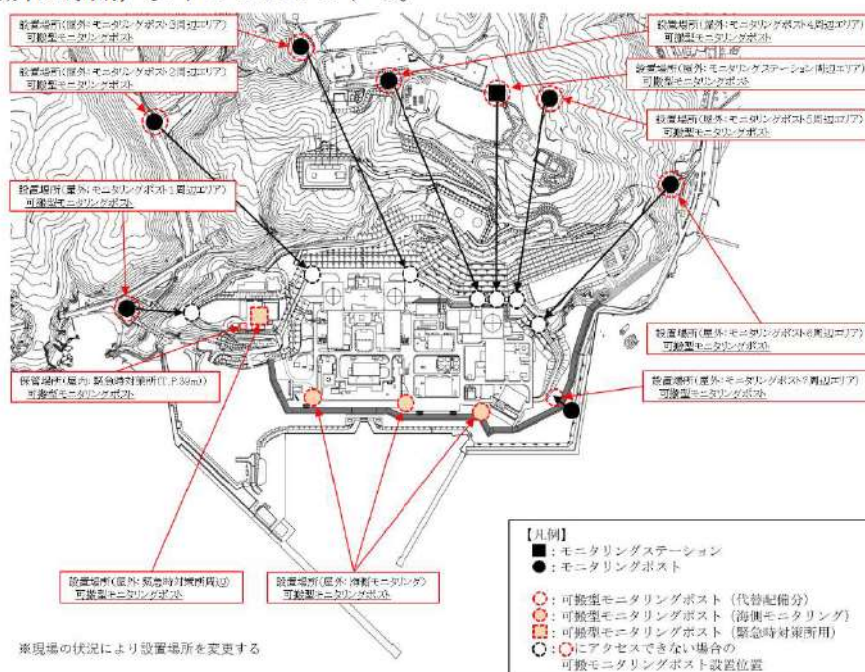 設置場所(屋外:モニタリングポスト3周辺エリア)
可搬型モニタリングポスト
設置場所(屋外:モニタリングポスト4周辺エリア)
可搬型モニタリングポスト
設置場所(屋外:モニタリングポスト2周辺エリア)
可搬型モニタリングポスト
設置場所(屋外:モニタリングステーション周辺エリア)
可搬型モニタリングポスト
設置場所(屋外:モニタリングポスト5周辺エリア)
可搬型モニタリングポスト
設置場所(屋外:モニタリングポスト1周辺エリア)
可搬型モニタリングポスト
設置場所(屋外:モニタリングポスト6周辺エリア)
可搬型モニタリングポスト
保管場所(屋内:緊急時対策所(T.P.39m))
可搬型モニタリングポスト
設置場所(屋外:モニタリングポスト7周辺エリア)
可搬型モニタリングポスト
設置場所(屋外:緊急時対策所周辺)
可搬型モニタリングポスト
設置場所(屋外:海側モニタリング)
可搬型モニタリングポスト
【凡例】
■:モニタリングステーション
●:モニタリングポスト
○:可搬型モニタリングポスト(代替配備分)
○:可搬型モニタリングポスト(海側モニタリング)
□:可搬型モニタリングポスト(緊急時対策所用)
○:○にアクセスできない場合の
可搬モニタリングポスト設置位置
※現場の状況により設置場所を変更する